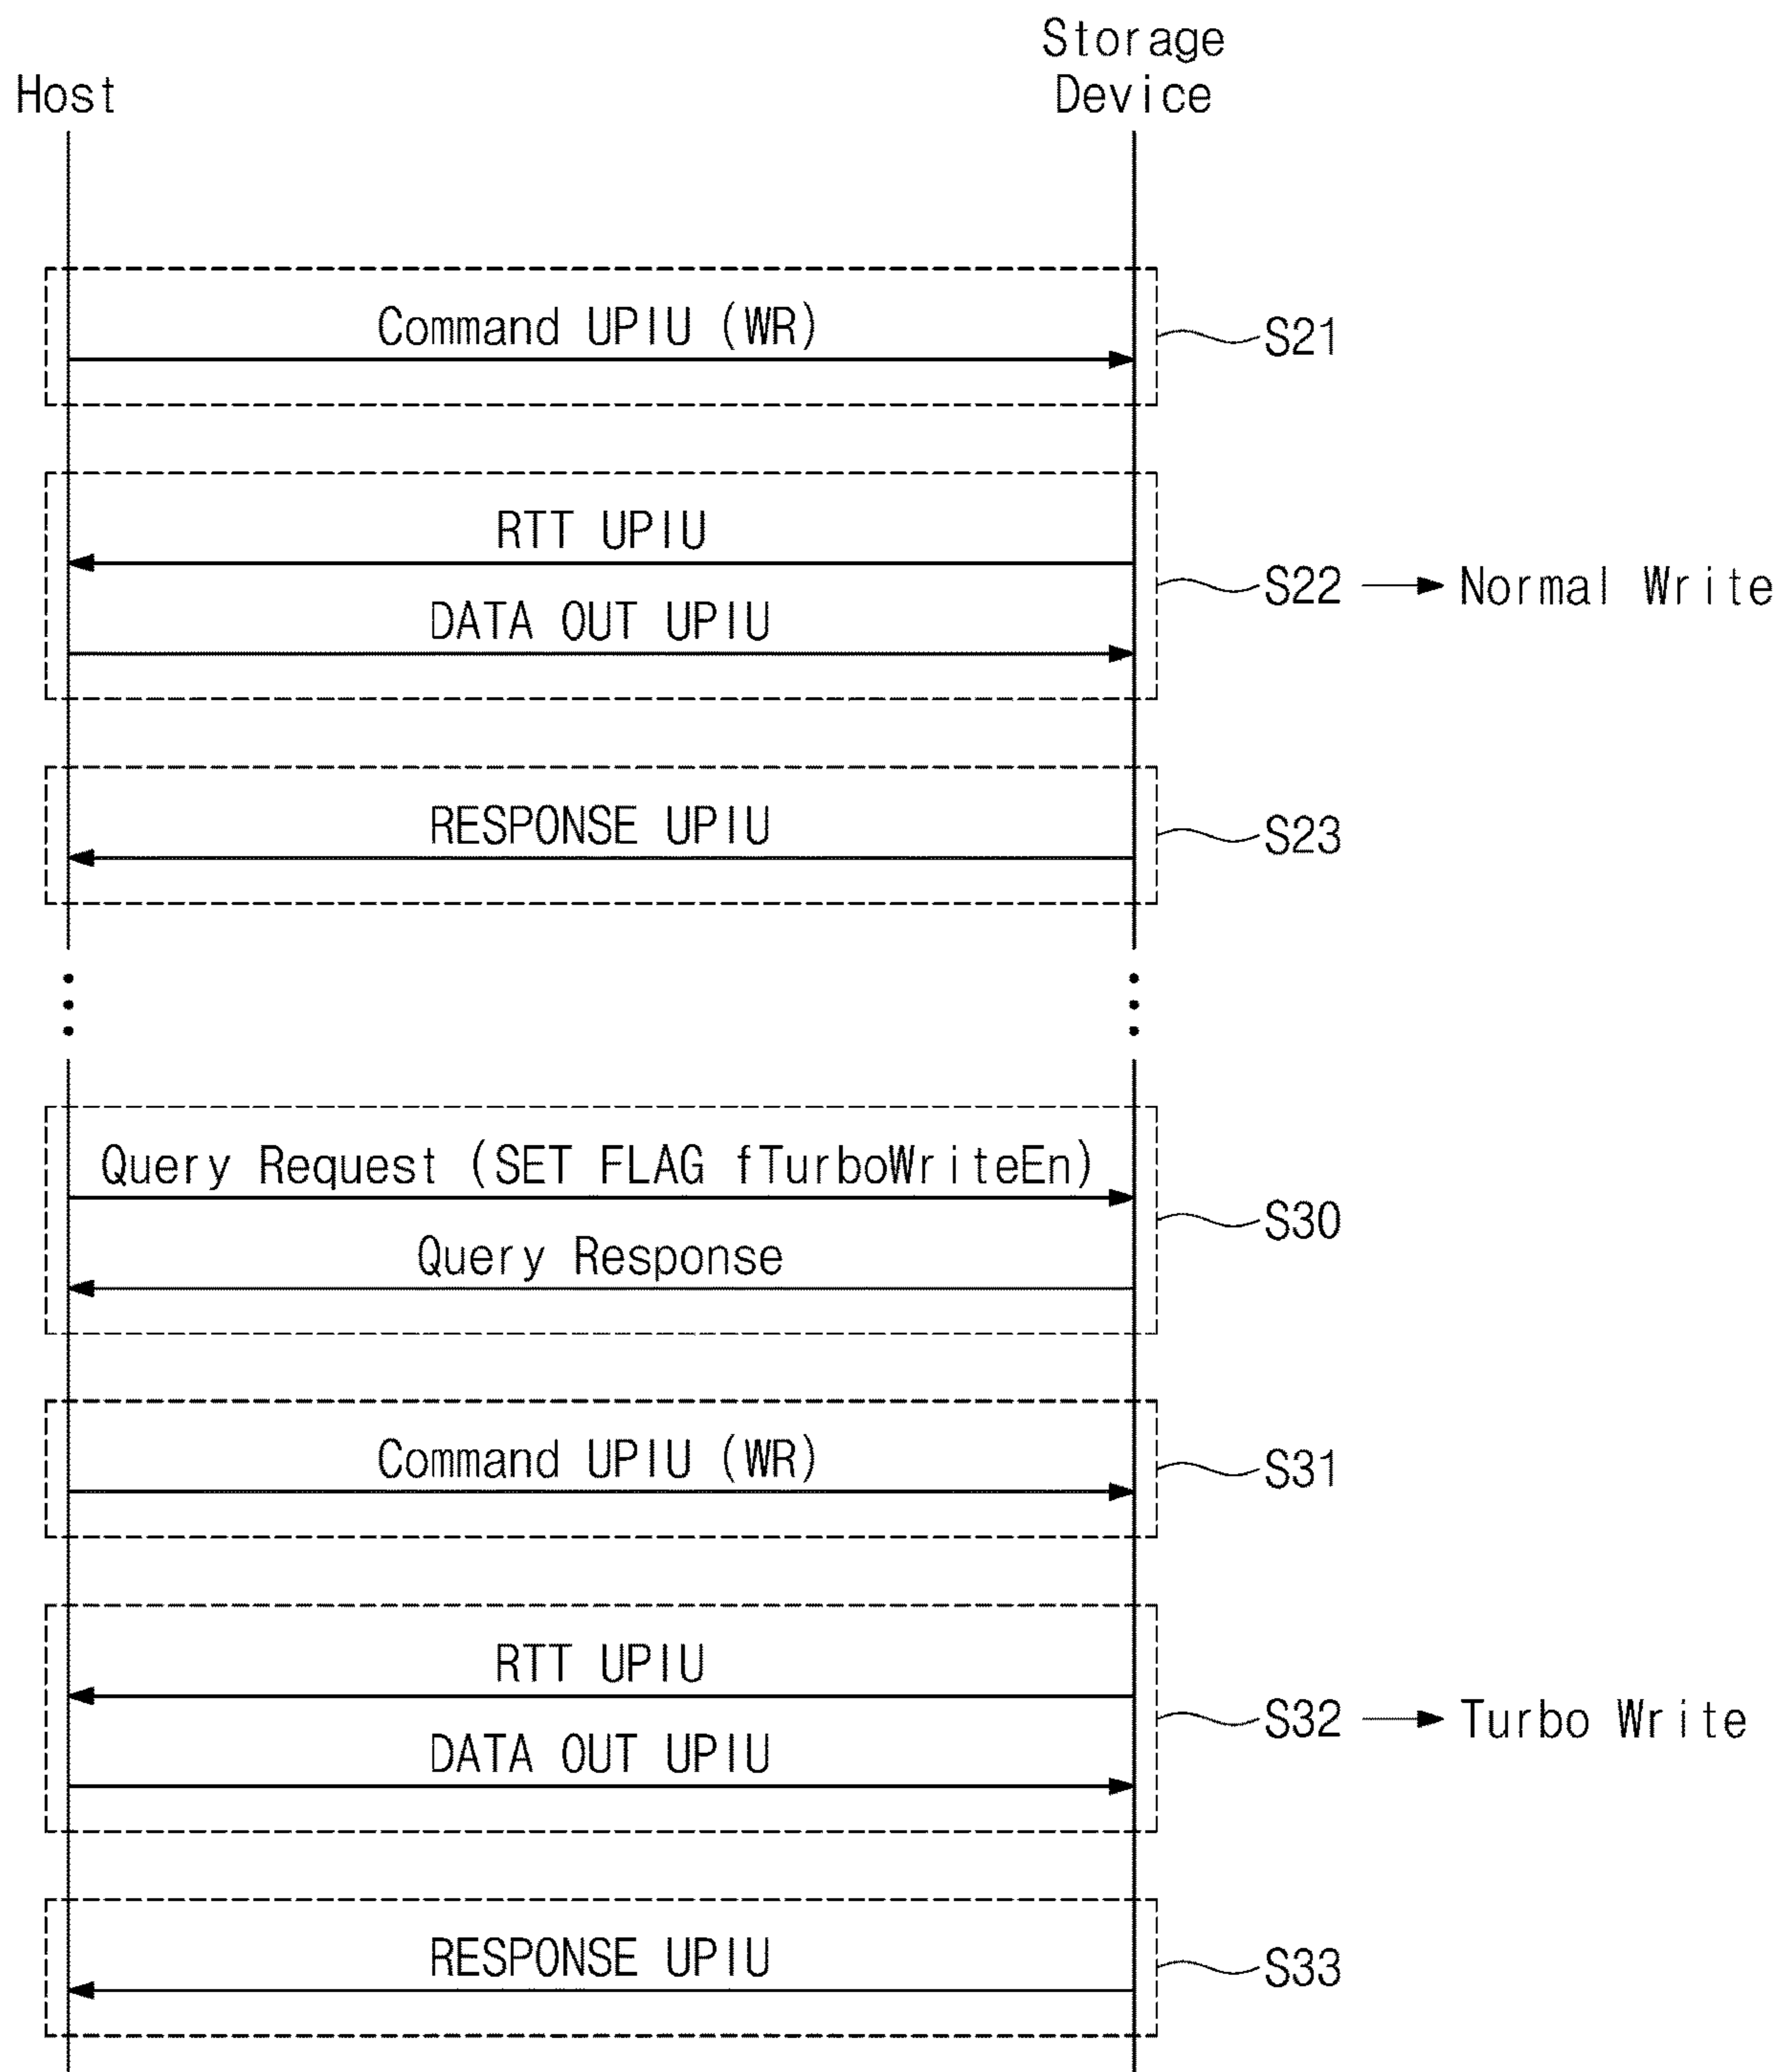 Host
Storage
Device
Command UPIU (WR)
S21
RTT UPIU
DATA OUT UPIU
S22
Normal Write
RESPONSE UPIU
S23
Query Request (SET FLAG fTurboWriteEn)
Query Response
S30
Command UPIU (WR)
S31
RTT UPIU
DATA OUT UPIU
S32
Turbo Write
RESPONSE UPIU
S33